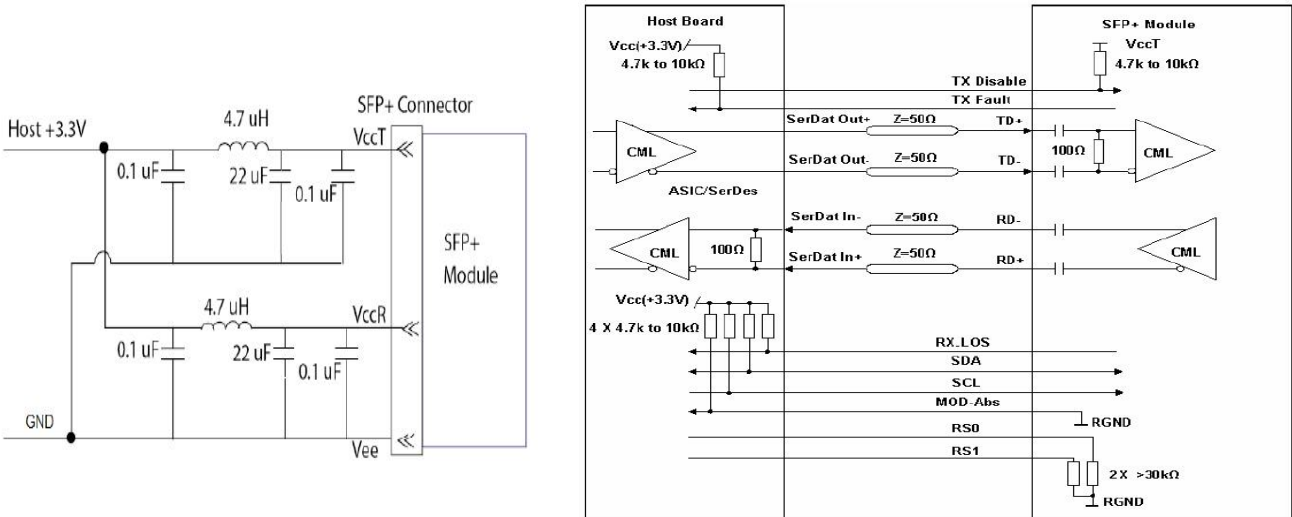 SFP+ Connector
4.7 uH
Host +3.3V
VccT
0.1 uF
22 uF
0.1 uF
SFP+
Module
4.7 uH
VccR
0.1 uF
22 uF
0.1 uF
GND
Vee
Host Board
Vcc(+3.3V)
4.7k to 10kΩ
SFP+ Module
VccT
4.7k to 10kΩ
TX Disable
TX Fault
SerDat Out+
Z=50Ω
TD+
CML
100Ω
CML
SerDat Out-
Z=50Ω
TD-
ASIC/SerDes
SerDat In-
Z=50Ω
RD-
CML
100Ω
CML
SerDat In+
Z=50Ω
RD+
Vcc(+3.3V)
4 X 4.7k to 10kΩ
RX_LOS
SDA
SCL
MOD-Abs
RGND
RS0
RS1
2X >30kΩ
RGND